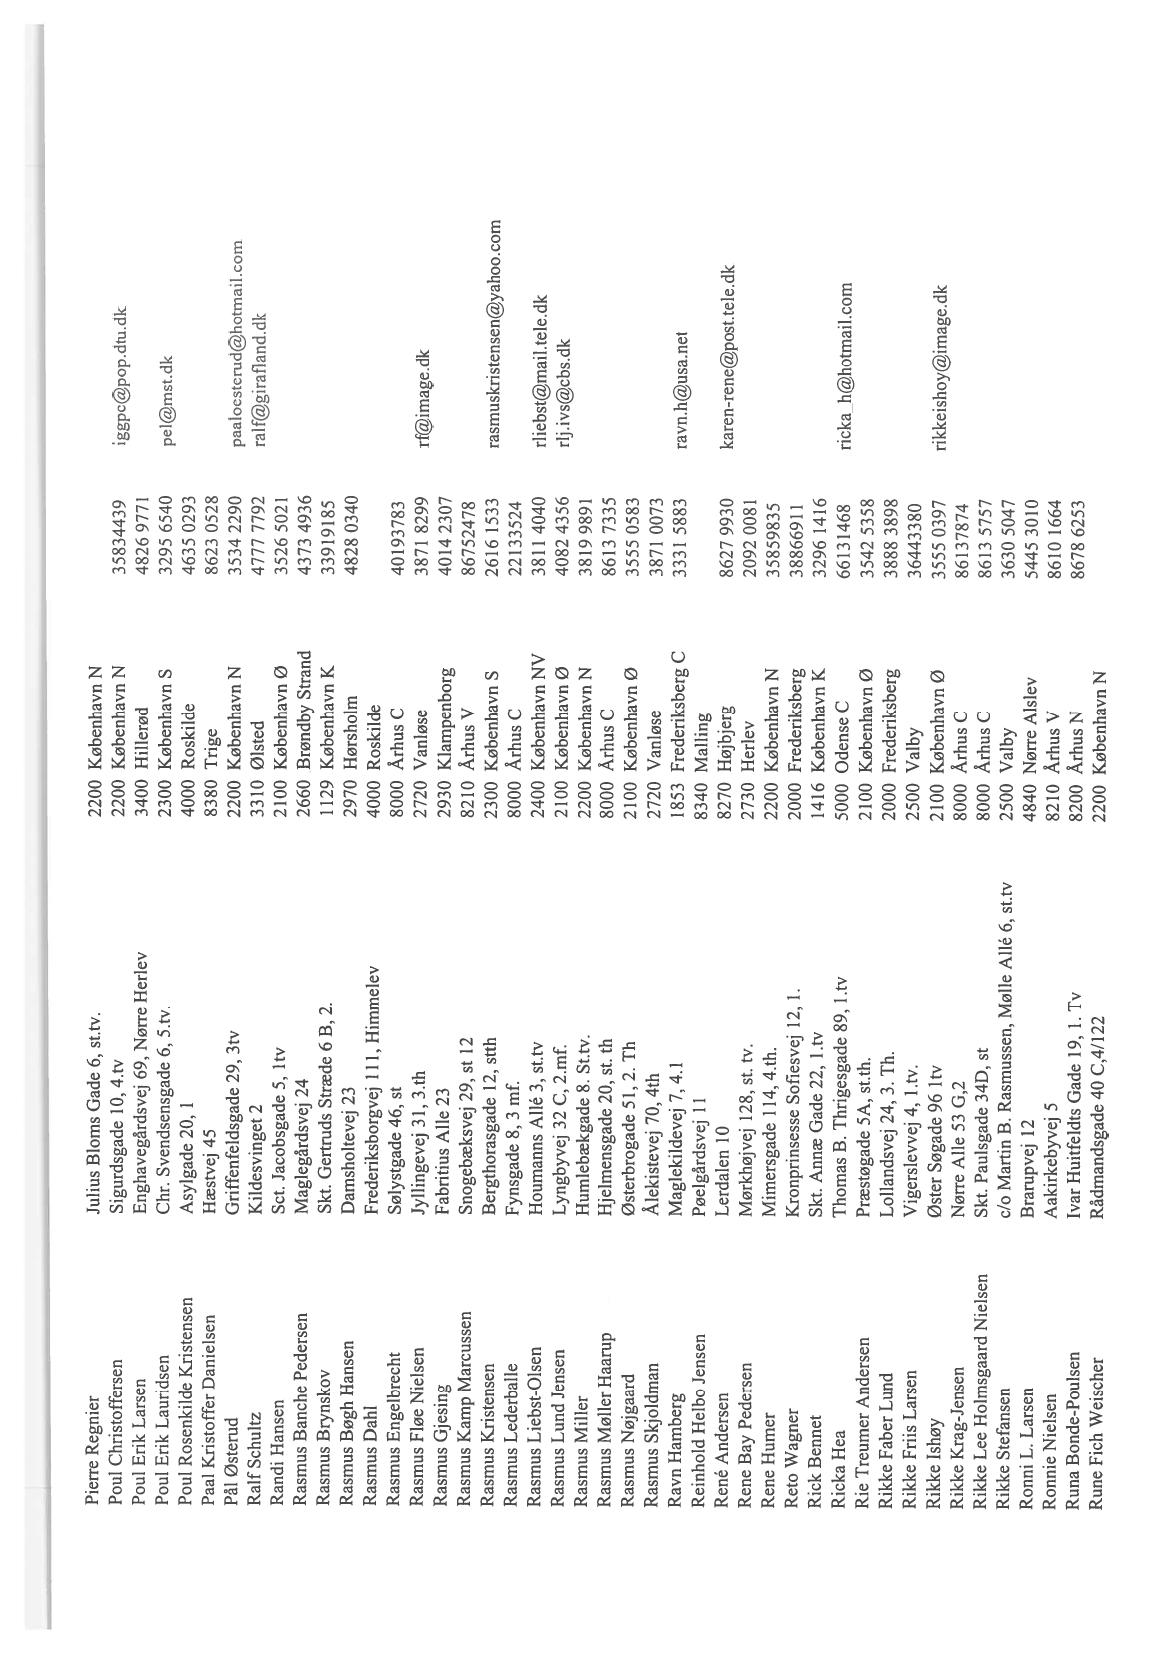 Pierre Regnier Julius Bloms Gade 6, st.tv. 2200 København N
Poul Christoffersen Sigurdsgade 10, 4.tv 2200 København N 35834439 iggpc@pop.dtu.dk
Poul Erik Larsen Enghavegårdsvej 69, Nørre Herlev 3400 Hillerød 4826 9771
Poul Erik Lauridsen Chr. Svendsensgade 6, 5.tv. 2300 København S 3295 6540 pel@mst.dk
Poul Rosenkilde Kristensen Asylgade 20, 1 4000 Roskilde 4635 0293
Paal Kristoffer Danielsen Hæstvej 45 8380 Trige 8623 0528
Pål Østerud Griffenfeldsgade 29, 3tv 2200 København N 3534 2290 paalocsterud@hotmail.com
Ralf Schultz Kildesvinget 2 3310 Ølsted 4777 7792 ralf@girafland.dk
Randi Hansen Sct. Jacobsgade 5, 1tv 2100 København Ø 3526 5021
Rasmus Banche Pedersen Maglegårdsvej 24 2660 Brøndby Strand 4373 4936
Rasmus Brynskov Skt. Gertruds Stræde 6 B, 2. 1129 København K 33919185
Rasmus Bøgh Hansen Damsholtevej 23 2970 Hørsholm 4828 0340
Rasmus Dahl Frederiksborgvej 111, Himmelev 4000 Roskilde
Rasmus Engelbrecht Sølystgade 46, st 8000 Århus C 40193783
Rasmus Fløe Nielsen Jyllingevej 31, 3.th 2720 Vanløse 3871 8299 rf@image.dk
Rasmus Gjesing Fabritius Alle 23 2930 Klampenborg 4014 2307
Rasmus Kamp Marcussen Snogebæksvej 29, st 12 8210 Århus V 86752478
Rasmus Kristensen Bergthorasgade 12, stth 2300 København S 2616 1533 rasmuskristensen@yahoo.com
Rasmus Lederballe Fynsgade 8, 3 mf. 8000 Århus C 22133524
Rasmus Liebst-Olsen Houmanns Allé 3, st.tv 2400 København NV 3811 4040 rliebst@mail.tele.dk
Rasmus Lund Jensen Lyngbyvej 32 C, 2.mf. 2100 København Ø 4082 4356 rlj.ivs@cbs.dk
Rasmus Miller Humlebækgade 8. St.tv. 2200 København N 3819 9891
Rasmus Møller Haarup Hjelmensgade 20, st. th 8000 Århus C 8613 7335
Rasmus Nøjgaard Østerbrogade 51, 2. Th 2100 København Ø 3555 0583
Rasmus Skjoldman Ålekistevej 70, 4th 2720 Vanløse 3871 0073
Ravn Hamberg Maglekildevej 7, 4.1 1853 Frederiksberg C 3331 5883 ravn.h@usa.net
Reinhold Helbo Jensen Pøelgårdsvej 11 8340 Malling
René Andersen Lerdalen 10 8270 Højbjerg 8627 9930 karen-rene@post.tele.dk
Rene Bay Pedersen Mørkhøjvej 128, st. tv. 2730 Herlev 2092 0081
Rene Humer Mimersgade 114, 4.th. 2200 København N 35859835
Reto Wagner Kronprinsesse Sofiesvej 12, 1. 2000 Frederiksberg 38866911
Rick Bennet Skt. Annæ Gade 22, 1.tv 1416 København K 3296 1416
Ricka Hea Thomas B. Thrigesgade 89, 1.tv 5000 Odense C 66131468 ricka_h@hotmail.com
Rie Treumer Andersen Præstøgade 5A, st.th. 2100 København Ø 3542 5358
Rikke Faber Lund Lollandsvej 24, 3. Th. 2000 Frederiksberg 3888 3898
Rikke Friis Larsen Vigerslevvej 4, 1.tv. 2500 Valby 36443380
Rikke Ishøy Øster Søgade 96 1tv 2100 København Ø 3555 0397 rikkeishoy@image.dk
Rikke Krag-Jensen Nørre Alle 53 G,2 8000 Århus C 86137874
Rikke Lee Holmsgaard Nielsen Skt. Paulsgade 34D, st 8000 Århus C 8613 5757
Rikke Stefansen c/o Martin B. Rasmussen, Mølle Allé 6, st.tv 2500 Valby 3630 5047
Ronni L. Larsen Brarupvej 12 4840 Nørre Alslev 5445 3010
Ronnie Nielsen Aakirkebyvej 5 8210 Århus V 8610 1664
Runa Bonde-Poulsen Ivar Huitfeldts Gade 19, 1. Tv 8200 Århus N 8678 6253
Rune Fich Weischer Rådmandsgade 40 C,4/122 2200 København N